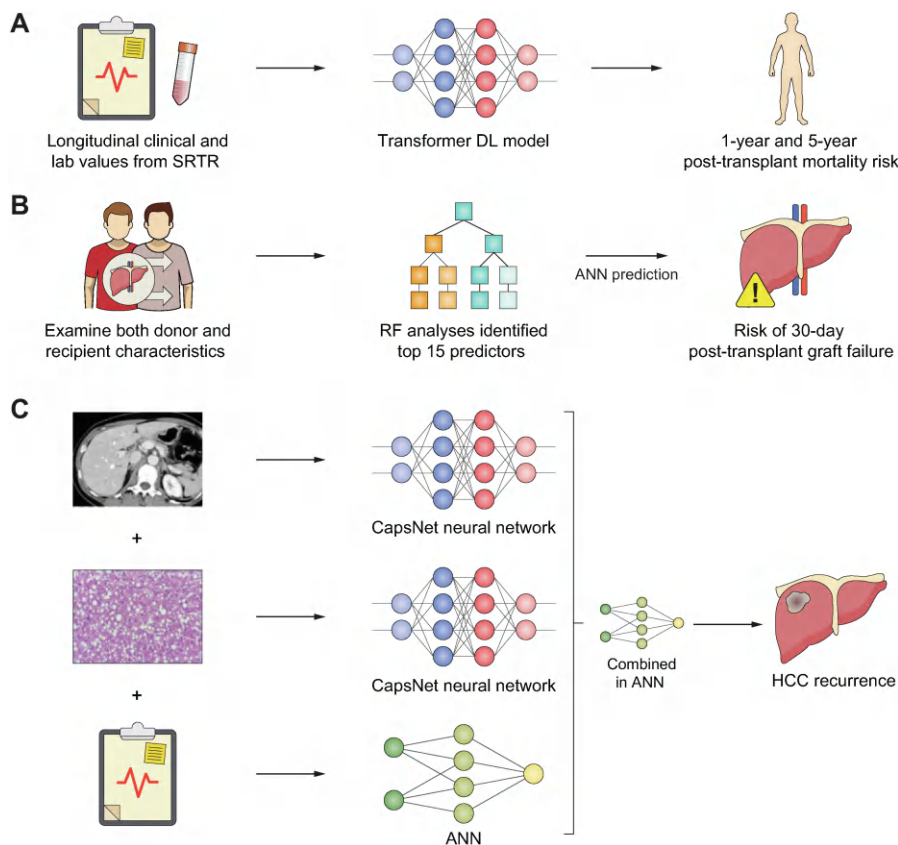 A
Longitudinal clinical and
lab values from SRTR
Transformer DL model
1-year and 5-year
post-transplant mortality risk
B
Examine both donor and
recipient characteristics
RF analyses identified
top 15 predictors
ANN prediction
!
Risk of 30-day
post-transplant graft failure
C
+
+
CapsNet neural network
CapsNet neural network
ANN
Combined
in ANN
HCC recurrence